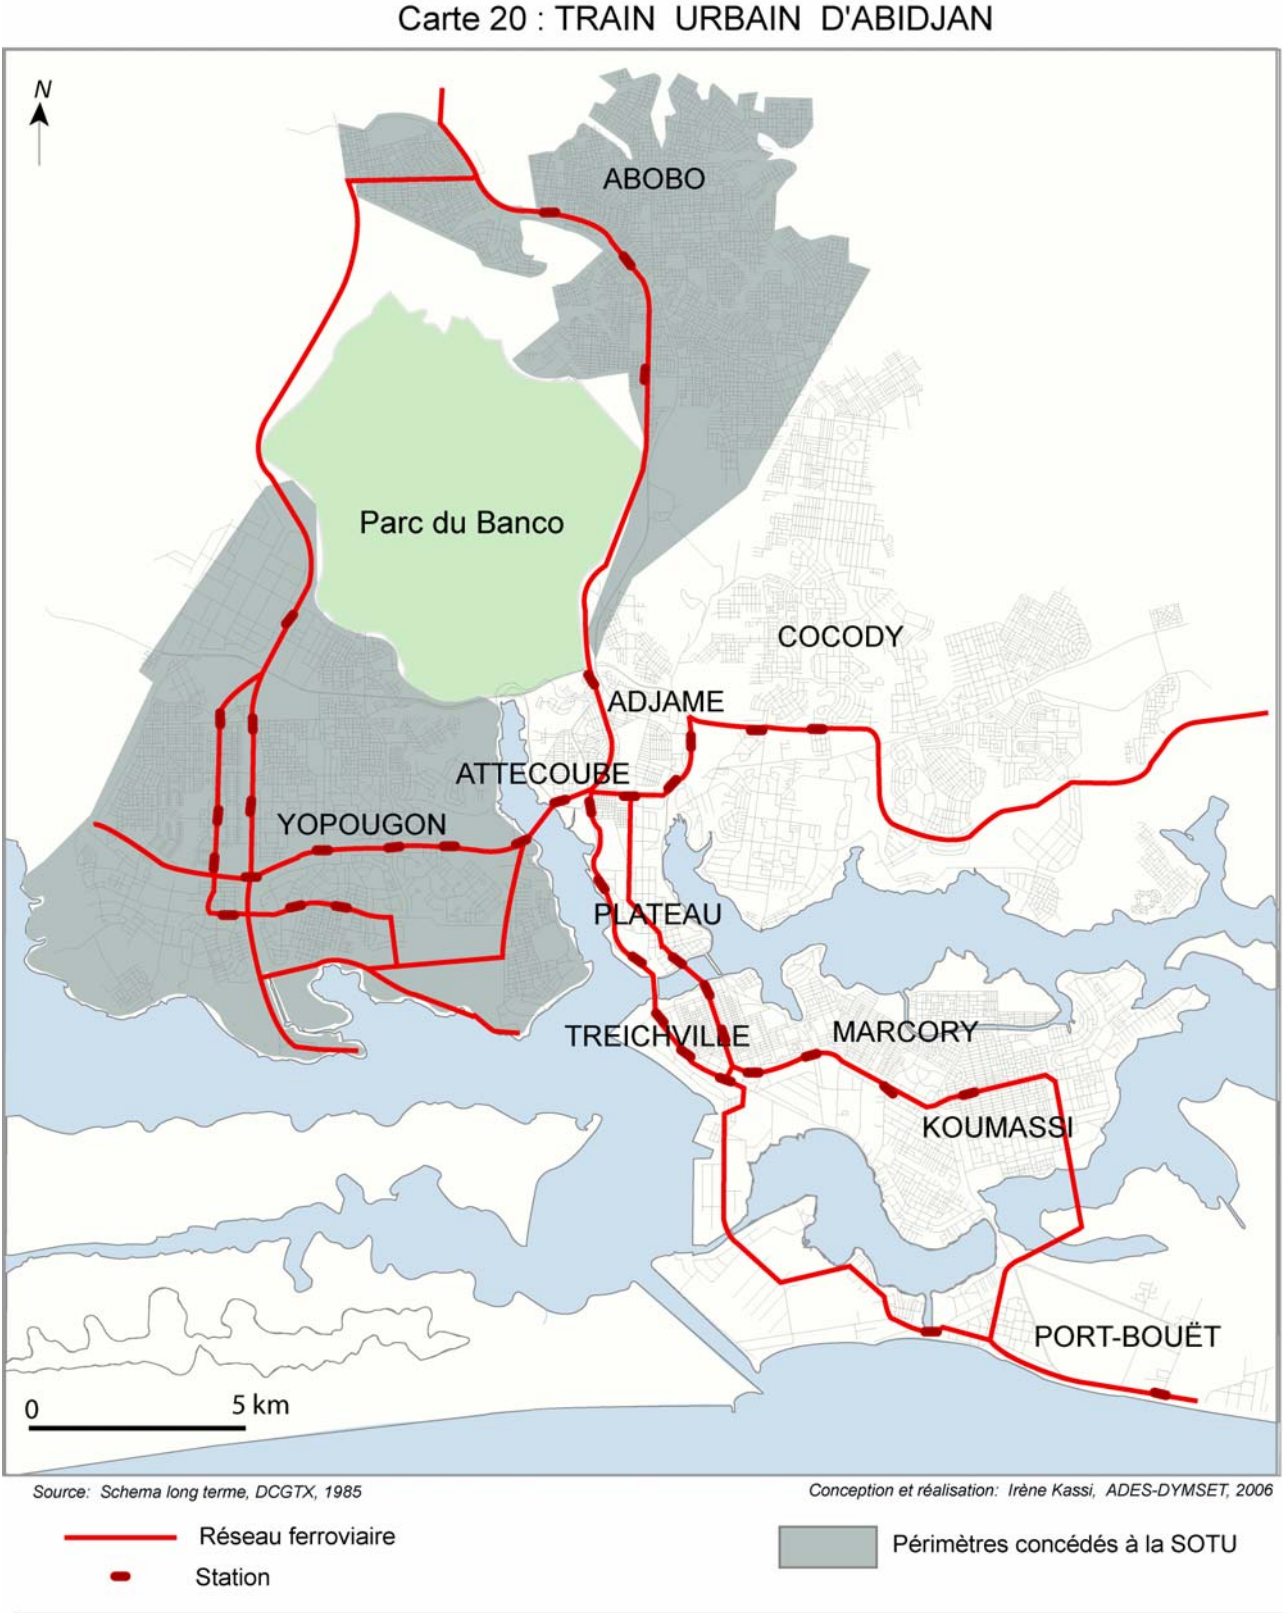 Carte 20 : TRAIN URBAIN D'ABIDJAN
N
ABOBO
Parc du Banco
COCODY
ADJAME
ATTECOUBE
YOPOUGON
PLATEAU
TREICHVILLE
MARCORY
KOUMASSI
PORT-BOUËT
0 5 km
Source: Schema long terme, DCGTX, 1985
Conception et réalisation: Irène Kassi, ADES-DYMSET, 2006
Réseau ferroviaire
Station
Périmètres concédés à la SOTU